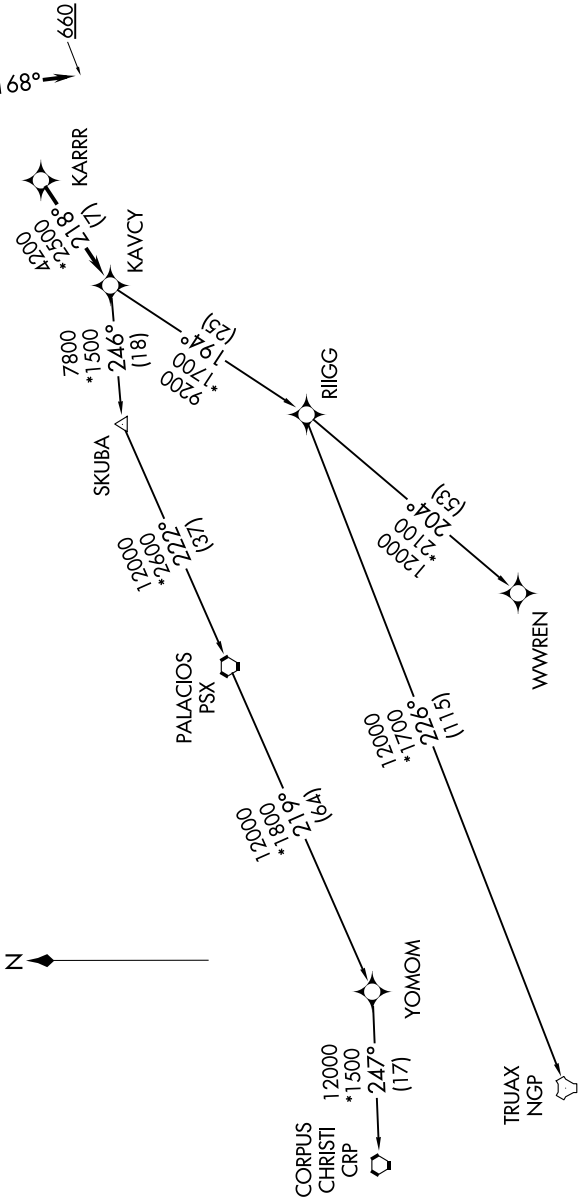 660
68°
KARRR
4200
*2500
218°
(7)
KAVCY
7800
*1500
246°
(18)
9200
*1700
194°
(25)
RIIGG
SKUBA
12000
*2600
222°
(37)
12000
*2100
204°
(53)
WWREN
PALACIOS
PSX
12000
*1700
226°
(115)
12000
*1800
219°
(64)
N
YOMOM
12000
*1500
247°
(17)
TRUAX
NGP
CORPUS
CHRISTI
CRP